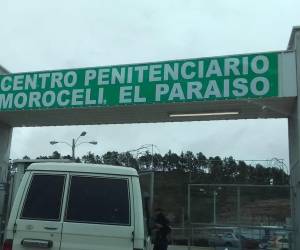 CENTRO PENITENCIARIO
MOROCELI, EL PARAISO